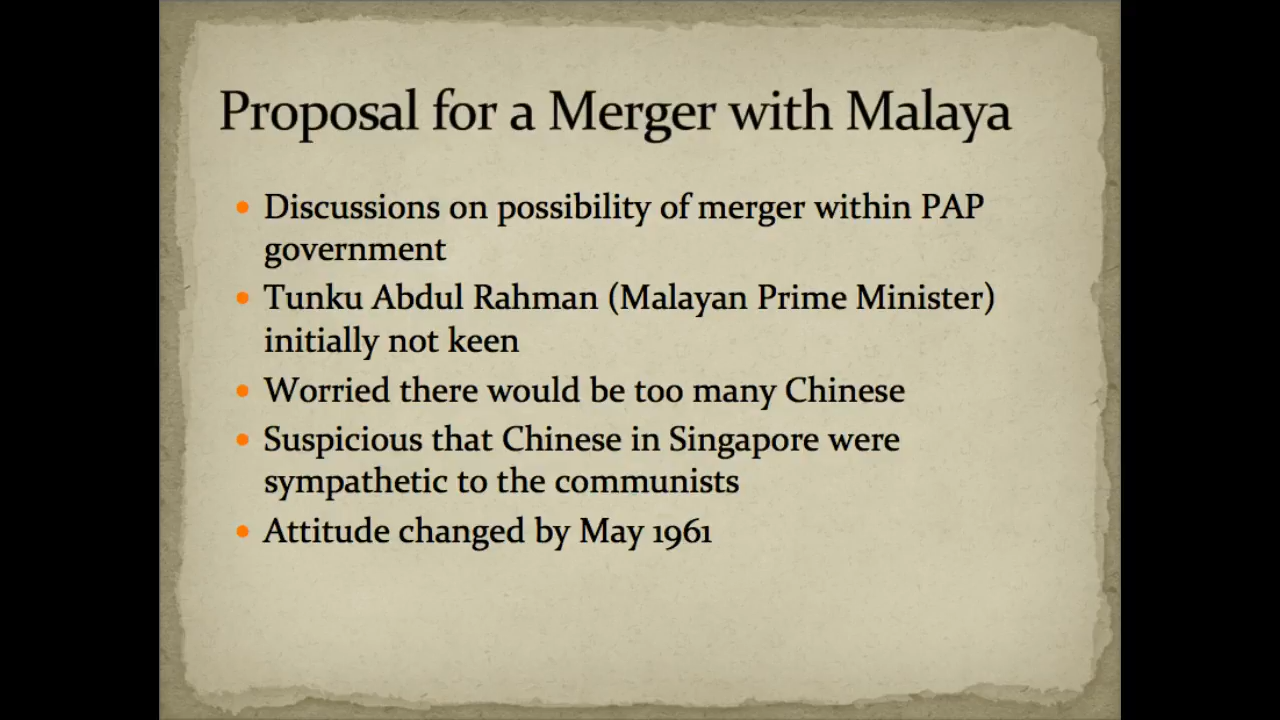 Proposal for a Merger with Malaya
• Discussions on possibility of merger within PAP
government
• Tunku Abdul Rahman (Malayan Prime Minister)
initially not keen
• Worried there would be too many Chinese
• Suspicious that Chinese in Singapore were
sympathetic to the communists
• Attitude changed by May 1961